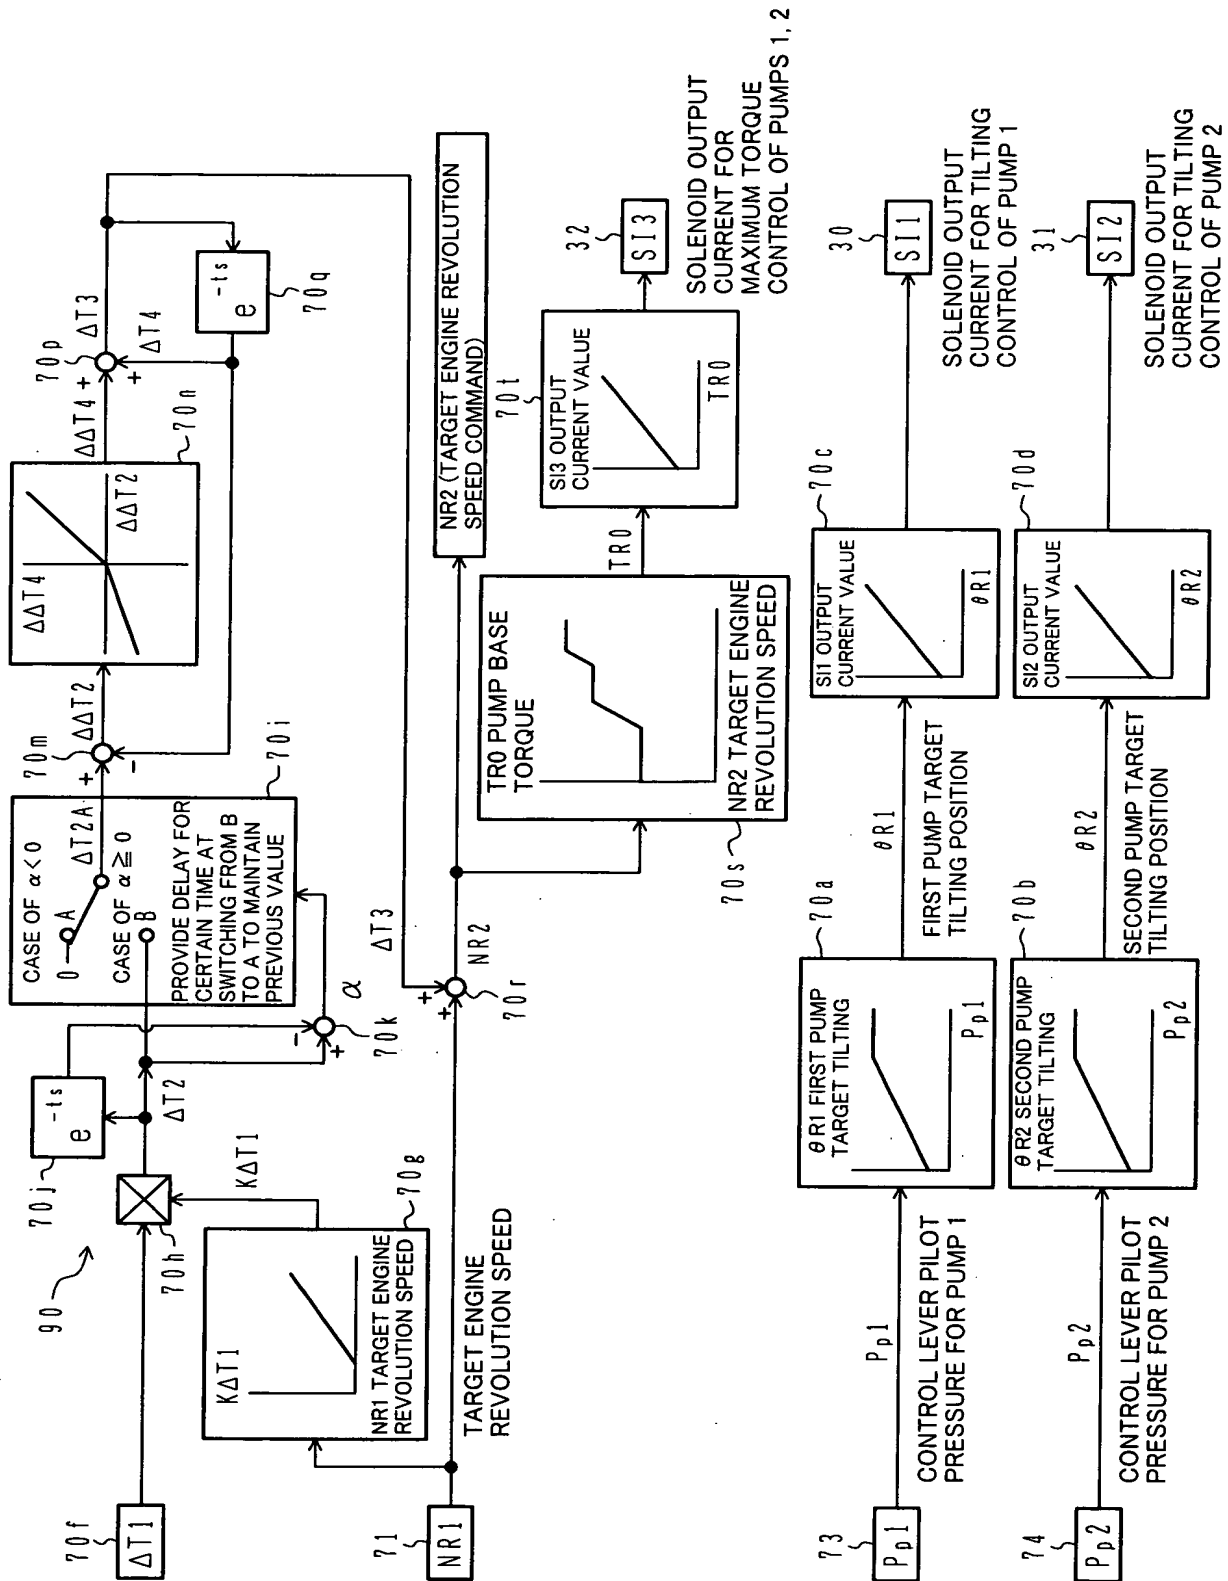 90
70f
ΔT1
70h
70j
e
-ts
ΔT2
KΔT1
70g
KΔT1
NR1 TARGET ENGINE
REVOLUTION SPEED
70k
-
+
α
CASE OF α<0
0
A
ΔT2A
CASE OF α≧0
B
PROVIDE DELAY FOR
CERTAIN TIME AT
SWITCHING FROM B
TO A TO MAINTAIN
PREVIOUS VALUE
70i
70m
+
-
ΔΔT2
ΔΔT4
ΔΔT2
70n
ΔΔT4
+
+
70p
ΔT3
ΔT4
e
-ts
70q
71
NR1
TARGET ENGINE
REVOLUTION SPEED
+
+
70r
ΔT3
NR2
NR2 (TARGET ENGINE REVOLUTION
SPEED COMMAND)
TR0 PUMP BASE
TORQUE
NR2 TARGET ENGINE
REVOLUTION SPEED
70s
TR0
70t
SI3 OUTPUT
CURRENT VALUE
TR0
32
SI3
SOLENOID OUTPUT
CURRENT FOR
MAXIMUM TORQUE
CONTROL OF PUMPS 1, 2
73
Pp1
Pp1
CONTROL LEVER PILOT
PRESSURE FOR PUMP 1
70a
θR1 FIRST PUMP
TARGET TILTING
Pp1
θR1
FIRST PUMP TARGET
TILTING POSITION
70c
SI1 OUTPUT
CURRENT VALUE
θR1
30
SI1
SOLENOID OUTPUT
CURRENT FOR TILTING
CONTROL OF PUMP 1
74
Pp2
Pp2
CONTROL LEVER PILOT
PRESSURE FOR PUMP 2
70b
θR2 SECOND PUMP
TARGET TILTING
Pp2
θR2
SECOND PUMP TARGET
TILTING POSITION
70d
SI2 OUTPUT
CURRENT VALUE
θR2
31
SI2
SOLENOID OUTPUT
CURRENT FOR TILTING
CONTROL OF PUMP 2